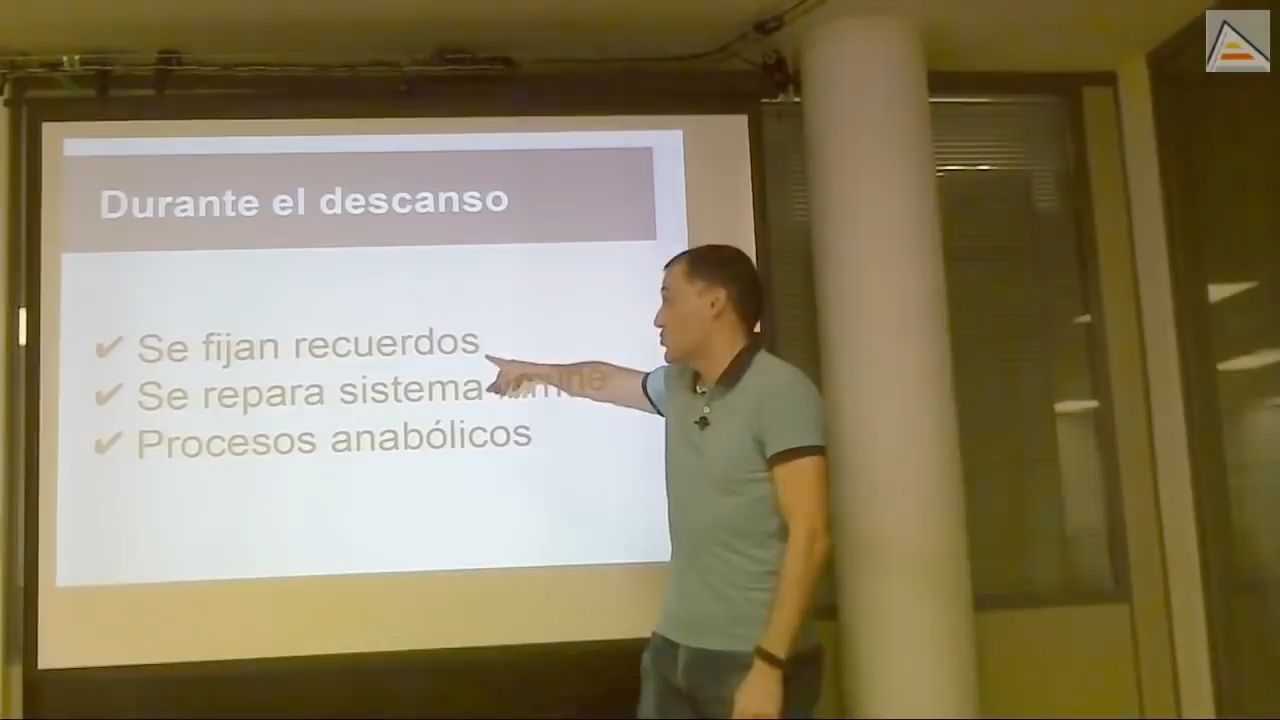 Durante el descanso
✔ Se fijan recuerdos
✔ Se repara sistema
✔ Procesos anabólicos